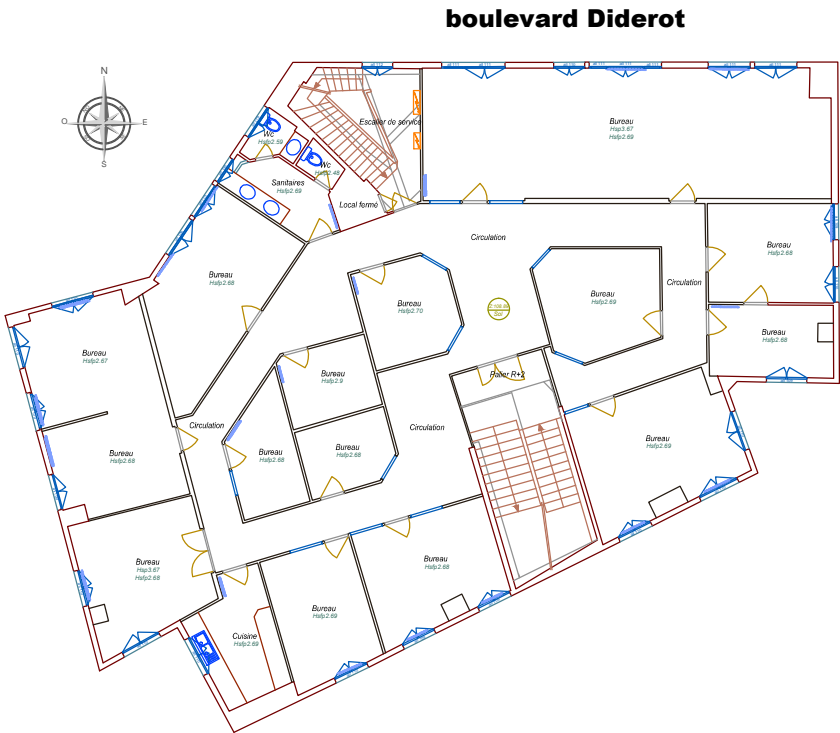 boulevard Diderot
N
O
E
S
Escalier de service
Bureau
Hsp3.67
Hsfp2.69
Wc
Hsfp2.59
Wc
Hsfp2.48
Sanitaires
Hsfp2.69
Local fermé
Circulation
Bureau
Hsfp2.68
Bureau
Hsfp2.68
Circulation
Bureau
Hsfp2.69
Bureau
Hsfp2.70
Sol
Bureau
Hsfp2.68
Bureau
Hsfp2.67
Bureau
Hsfp2.9
Palier R+2
Circulation
Circulation
Bureau
Hsfp2.68
Bureau
Hsfp2.68
Bureau
Hsfp2.68
Bureau
Hsfp2.69
Bureau
Hsp3.67
Hsfp2.68
Bureau
Hsfp2.68
Bureau
Hsfp2.69
Cuisine
Hsfp2.69